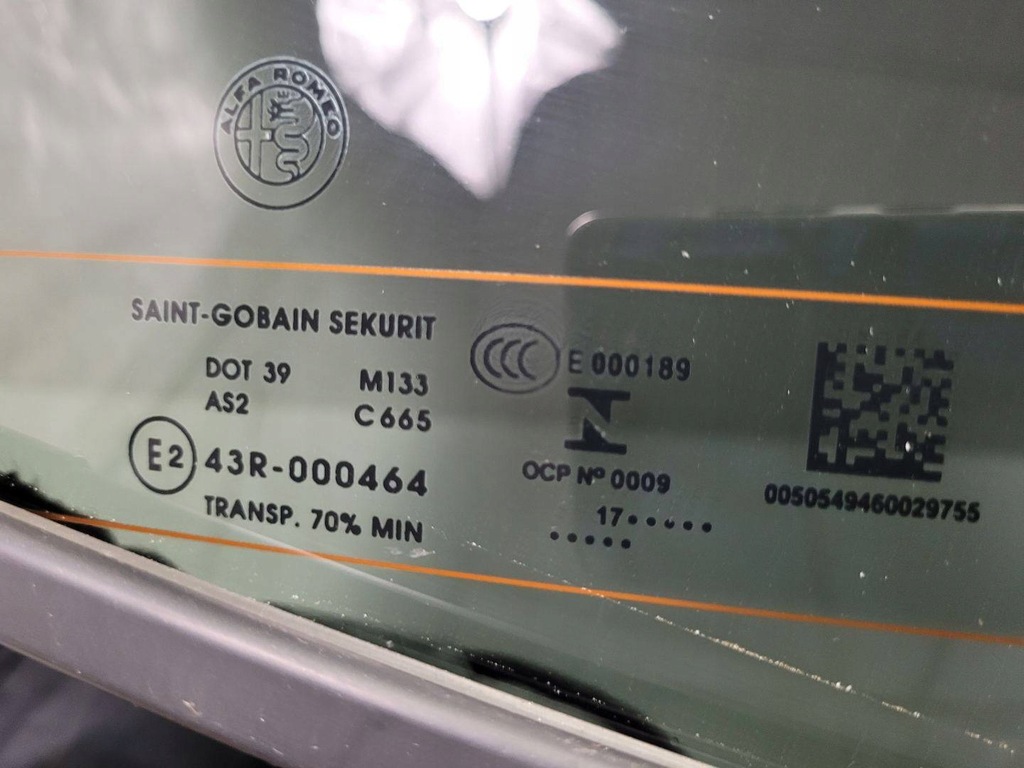 ALFA ROMEO
SAINT-GOBAIN SEKURIT
DOT 39 M133
AS2 C665
E2 43R-000464
TRANSP. 70% MIN
CCC E 000189
OCP Nº 0009
17•••••
•••••
0050549460029755